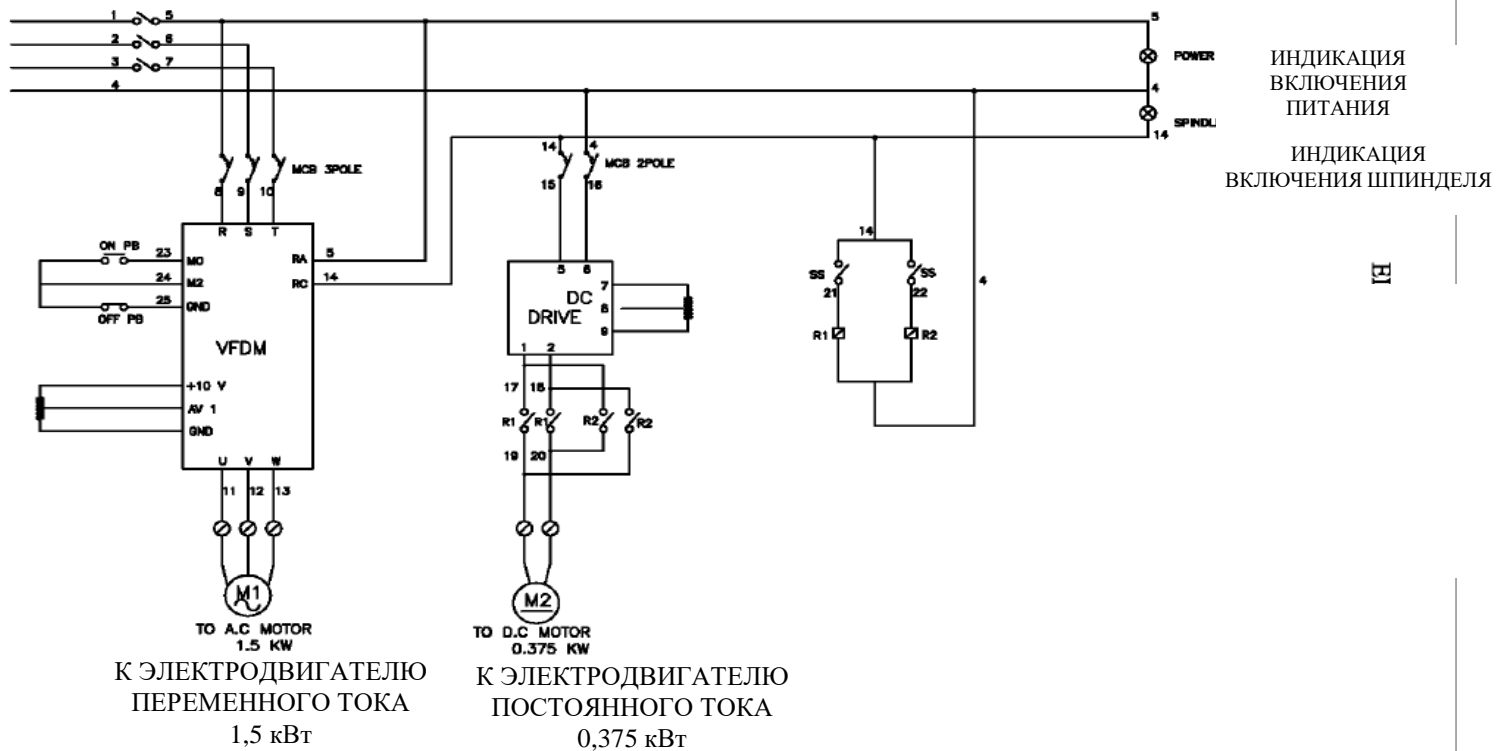 1 5
5
2 6
POWER
ИНДИКАЦИЯ
ВКЛЮЧЕНИЯ
ПИТАНИЯ
3 7
4
4
SPINDL
14
ИНДИКАЦИЯ
ВКЛЮЧЕНИЯ ШПИНДЕЛЯ
14 4
MCB 3POLE
MCB 2POLE
8 9 10
15 16
R S T
14
ON PB 23 MO
RA 5
24 M2
RC 14
25 GND
OFF PB
5 6
7
DC
DRIVE
8
9
SS SS
21 22
4
EI
R1 R2
VFDM
1 2
+10 V
17 18
AV 1
R1 R1 R2 R2
GND
19 20
U V W
11 12 13
M1
M2
TO A.C MOTOR
1.5 KW
TO D.C MOTOR
0.375 KW
К ЭЛЕКТРОДВИГАТЕЛЮ
ПЕРЕМЕННОГО ТОКА
1,5 кВт
К ЭЛЕКТРОДВИГАТЕЛЮ
ПОСТОЯННОГО ТОКА
0,375 кВт